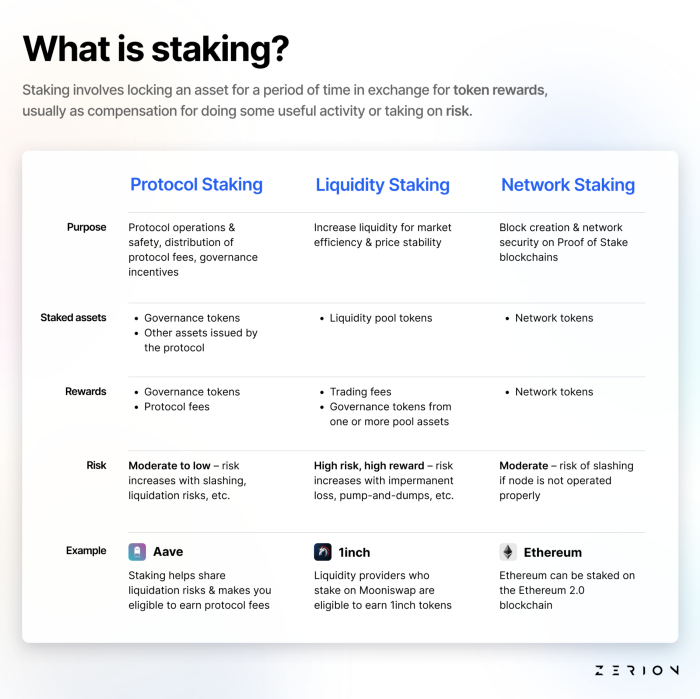 What is staking?
Staking involves locking an asset for a period of time in exchange for token rewards,
usually as compensation for doing some useful activity or taking on risk.
Protocol Staking
Liquidity Staking
Network Staking
Purpose
Protocol operations &
safety, distribution of
protocol fees, governance
incentives
Increase liquidity for market
efficiency & price stability
Block creation & network
security on Proof of Stake
blockchains
Staked assets
• Governance tokens
• Other assets issued by
the protocol
• Liquidity pool tokens
• Network tokens
Rewards
• Governance tokens
• Protocol fees
• Trading fees
• Governance tokens from
one or more pool assets
• Network tokens
Risk
Moderate to low – risk
increases with slashing,
liquidation risks, etc.
High risk, high reward – risk
increases with impermanent
loss, pump-and-dumps, etc.
Moderate – risk of slashing
if node is not operated
properly
Example
Aave
Staking helps share
liquidation risks & makes you
eligible to earn protocol fees
1inch
Liquidity providers who
stake on Mooniswap are
eligible to earn 1inch tokens
Ethereum
Ethereum can be staked on
the Ethereum 2.0
blockchain
ZERION